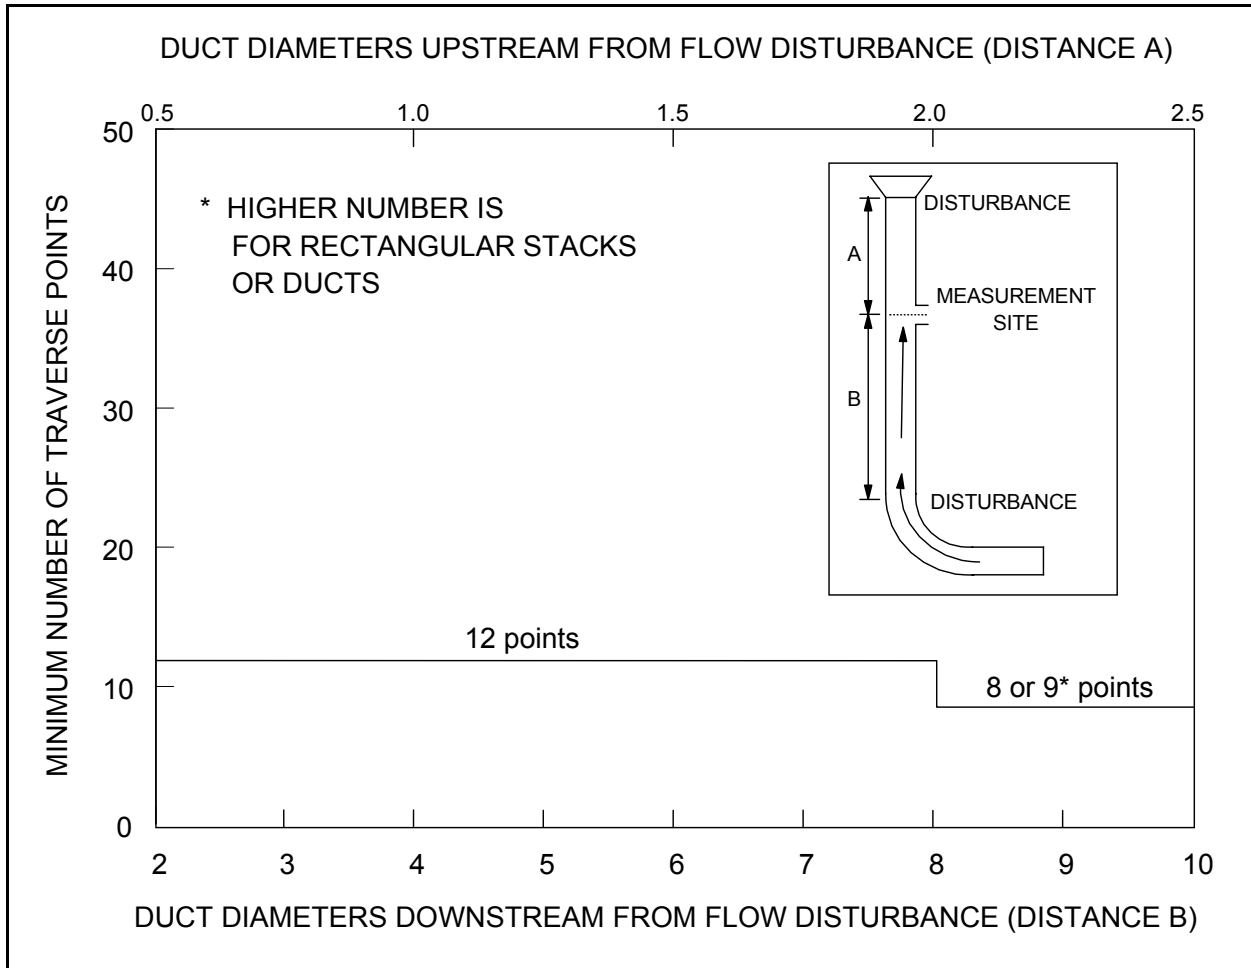 DUCT DIAMETERS UPSTREAM FROM FLOW DISTURBANCE (DISTANCE A)
0.5 1.0 1.5 2.0 2.5
50
40
30
20
10
0
MINIMUM NUMBER OF TRAVERSE POINTS
* HIGHER NUMBER IS
FOR RECTANGULAR STACKS
OR DUCTS
DISTURBANCE
A
MEASUREMENT
SITE
B
DISTURBANCE
12 points
8 or 9* points
2 3 4 5 6 7 8 9 10
DUCT DIAMETERS DOWNSTREAM FROM FLOW DISTURBANCE (DISTANCE B)